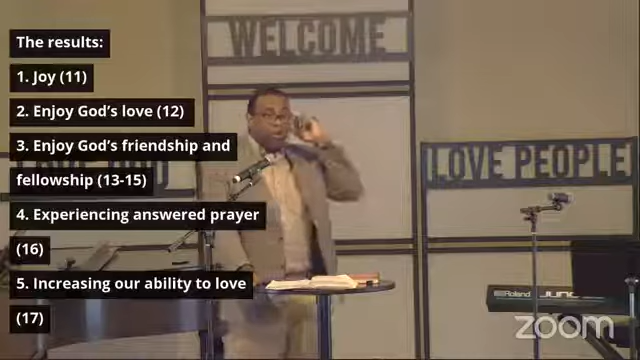 WELCOME
The results:
1. Joy (11)
2. Enjoy God's love (12)
3. Enjoy God's friendship and
fellowship (13-15)
LOVE PEOPLE
4. Experiencing answered prayer
(16)
5. Increasing our ability to love
(17)
Roland
zoom